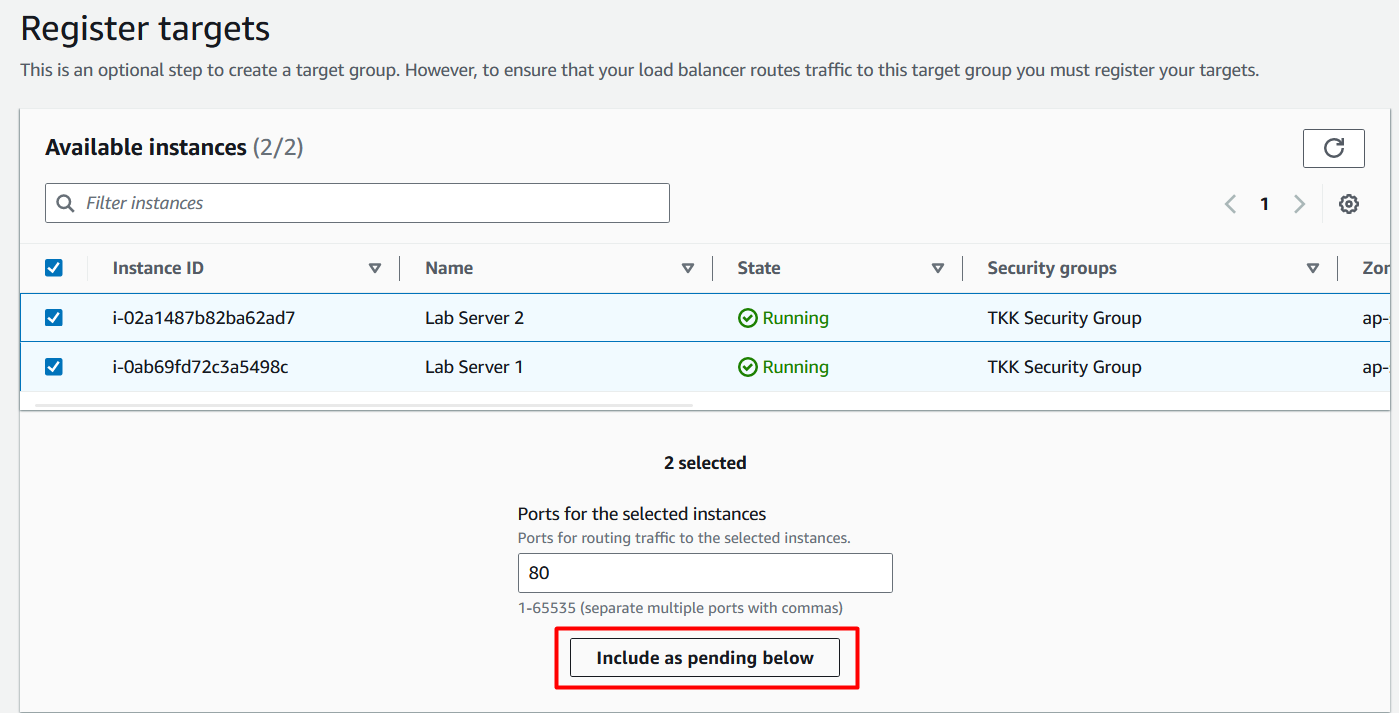 Register targets
This is an optional step to create a target group. However, to ensure that your load balancer routes traffic to this target group you must register your targets.
Available instances (2/2)
Filter instances
1
Instance ID Name State Security groups Zor
i-02a1487b82ba62ad7 Lab Server 2 Running TKK Security Group ap-
i-0ab69fd72c3a5498c Lab Server 1 Running TKK Security Group ap-
2 selected
Ports for the selected instances
Ports for routing traffic to the selected instances.
80
1-65535 (separate multiple ports with commas)
Include as pending below